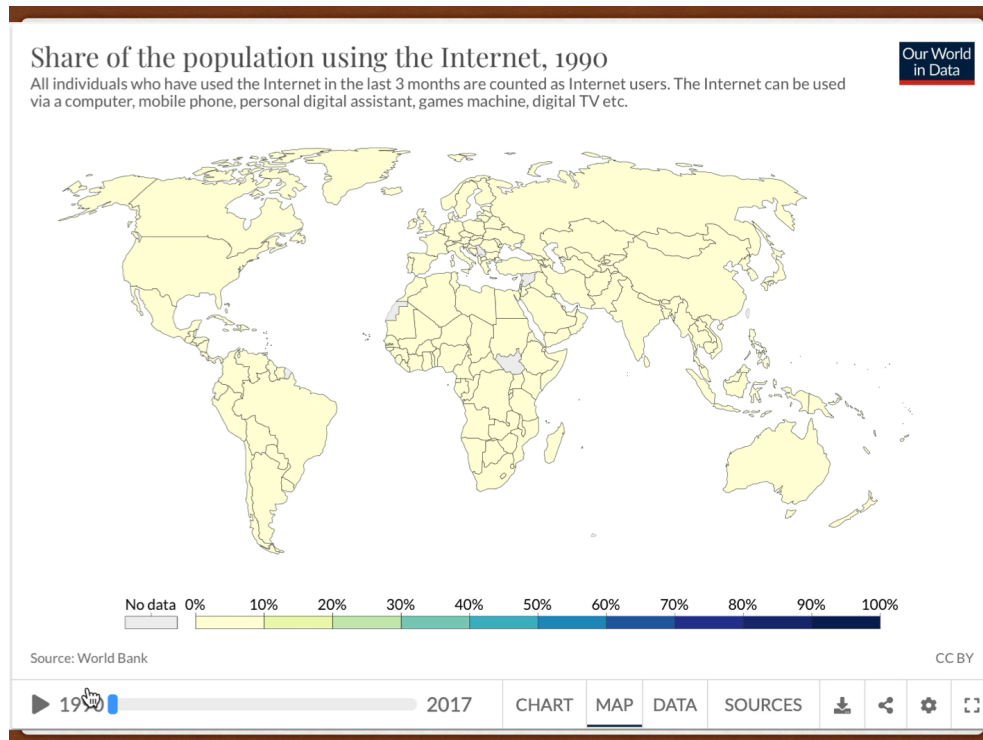 Share of the population using the Internet, 1990
Our World
in Data
All individuals who have used the Internet in the last 3 months are counted as Internet users. The Internet can be used
via a computer, mobile phone, personal digital assistant, games machine, digital TV etc.
No data 0% 10% 20% 30% 40% 50% 60% 70% 80% 90% 100%
Source: World Bank
CC BY
1990 2017 CHART MAP DATA SOURCES